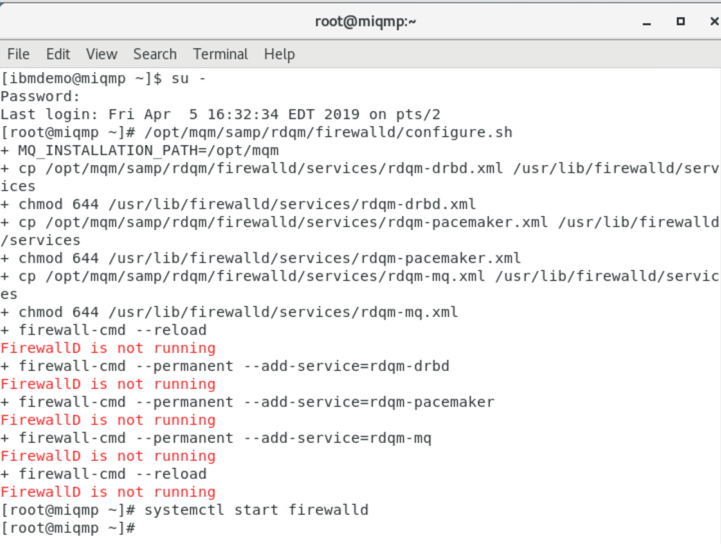 root@miqmp:~
File Edit View Search Terminal Help
[ibmdemo@miqmp ~]$ su -
Password:
Last login: Fri Apr  5 16:32:34 EDT 2019 on pts/2
[root@miqmp ~]# /opt/mqm/samp/rdqm/firewalld/configure.sh
+ MQ_INSTALLATION_PATH=/opt/mqm
+ cp /opt/mqm/samp/rdqm/firewalld/services/rdqm-drbd.xml /usr/lib/firewalld/serv
ices
+ chmod 644 /usr/lib/firewalld/services/rdqm-drbd.xml
+ cp /opt/mqm/samp/rdqm/firewalld/services/rdqm-pacemaker.xml /usr/lib/firewalld
/services
+ chmod 644 /usr/lib/firewalld/services/rdqm-pacemaker.xml
+ cp /opt/mqm/samp/rdqm/firewalld/services/rdqm-mq.xml /usr/lib/firewalld/servic
es
+ chmod 644 /usr/lib/firewalld/services/rdqm-mq.xml
+ firewall-cmd --reload
FirewallD is not running
+ firewall-cmd --permanent --add-service=rdqm-drbd
FirewallD is not running
+ firewall-cmd --permanent --add-service=rdqm-pacemaker
FirewallD is not running
+ firewall-cmd --permanent --add-service=rdqm-mq
FirewallD is not running
+ firewall-cmd --reload
FirewallD is not running
[root@miqmp ~]# systemctl start firewalld
[root@miqmp ~]#